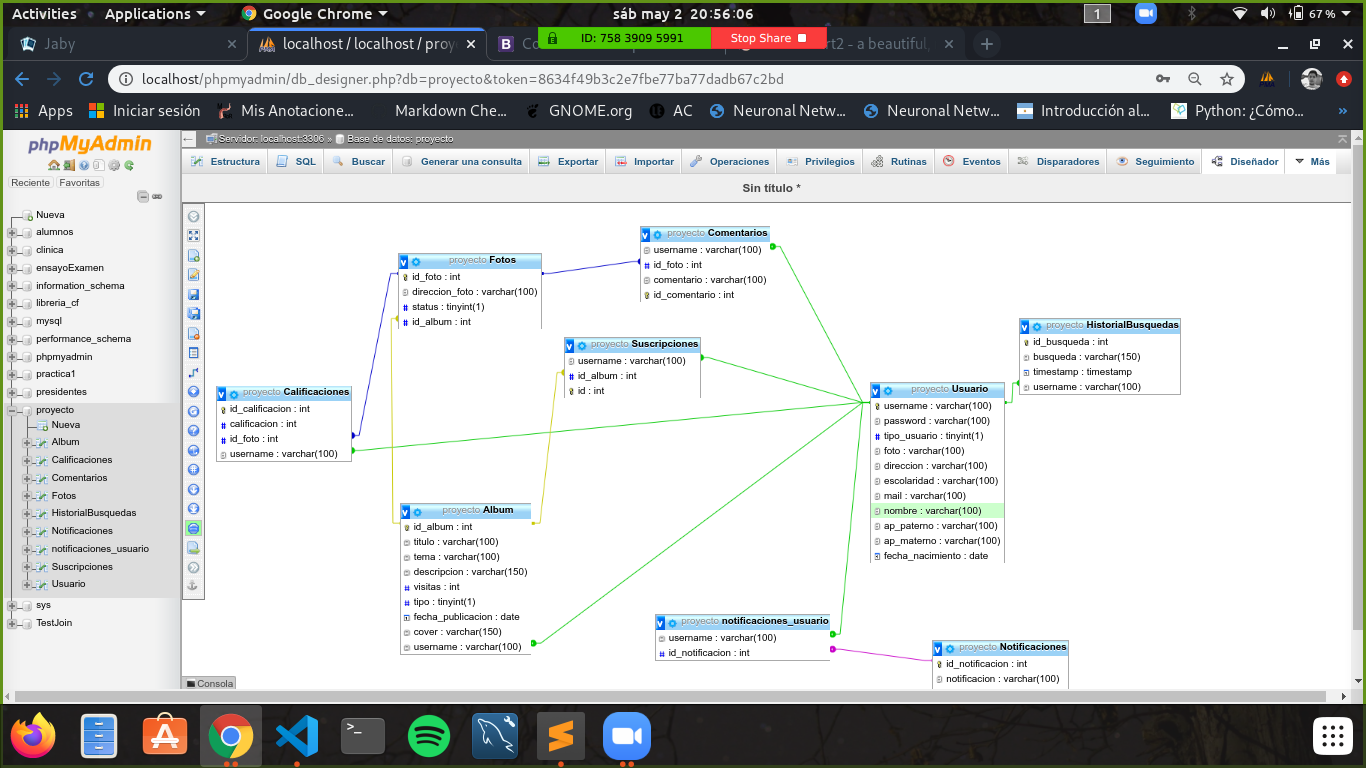 Actividades
Applications
Google Chrome
sáb may 2 20:56:06
1
67 %
Jaby
localhost / localhost / proy
ID: 758 3909 5991
Stop Share
rt2 - a beautiful,
localhost/phpmyadmin/db_designer.php?db=proyecto&token=8634f49b3c2e7fbe77ba77dadb67c2bd
Apps
Iniciar sesión
Mis Anotacione...
Markdown Che...
GNOME.org
AC
Neuronal Netw...
Neuronal Netw...
Introducción al...
Python: ¿Cómo...
»
phpMyAdmin
Reciente
Favoritas
Nueva
alumnos
clinica
ensayoExamen
information_schema
libreria_cf
mysql
performance_schema
phpmyadmin
practica1
presidentes
proyecto
Nueva
Album
Calificaciones
Comentarios
Fotos
HistorialBusquedas
Notificaciones
notificaciones_usuario
Suscripciones
Usuario
sys
TestJoin
Servidor: localhost:3306 » Base de datos: proyecto
Estructura
SQL
Buscar
Generar una consulta
Exportar
Importar
Operaciones
Privilegios
Rutinas
Eventos
Disparadores
Seguimiento
Diseñador
Más
Sin título *
proyecto Comentarios
username : varchar(100)
id_foto : int
comentario : varchar(100)
id_comentario : int
proyecto Fotos
id_foto : int
direccion_foto : varchar(100)
status : tinyint(1)
id_album : int
proyecto Suscripciones
username : varchar(100)
id_album : int
id : int
proyecto HistorialBusquedas
id_busqueda : int
busqueda : varchar(150)
timestamp : timestamp
username : varchar(100)
proyecto Calificaciones
id_calificacion : int
calificacion : int
id_foto : int
username : varchar(100)
proyecto Usuario
username : varchar(100)
password : varchar(100)
tipo_usuario : tinyint(1)
foto : varchar(100)
direccion : varchar(100)
escolaridad : varchar(100)
mail : varchar(100)
nombre : varchar(100)
ap_paterno : varchar(100)
ap_materno : varchar(100)
fecha_nacimiento : date
proyecto Album
id_album : int
titulo : varchar(100)
tema : varchar(100)
descripcion : varchar(150)
visitas : int
tipo : tinyint(1)
fecha_publicacion : date
cover : varchar(150)
username : varchar(100)
proyecto notificaciones_usuario
username : varchar(100)
id_notificacion : int
proyecto Notificaciones
id_notificacion : int
notificacion : varchar(100)
Consola